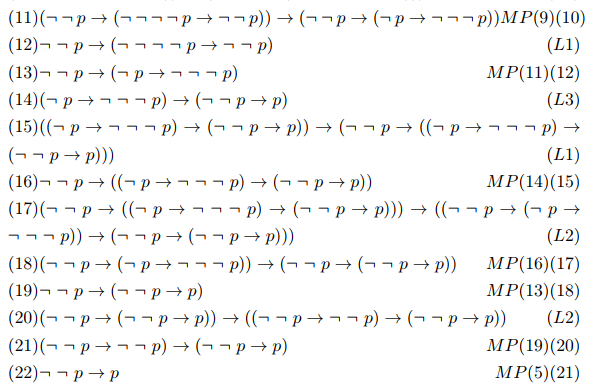 (11)(¬ ¬ p → (¬ ¬ ¬ ¬ p → ¬ ¬ p)) → (¬ ¬ p → (¬ p → ¬ ¬ ¬ p))MP(9)(10)
(12)¬ ¬ p → (¬ ¬ ¬ ¬ p → ¬ ¬ p) (L1)
(13)¬ ¬ p → (¬ p → ¬ ¬ ¬ p) MP(11)(12)
(14)(¬ p → ¬ ¬ ¬ p) → (¬ ¬ p → p) (L3)
(15)((¬ p → ¬ ¬ ¬ p) → (¬ ¬ p → p)) → (¬ ¬ p → ((¬ p → ¬ ¬ ¬ p) →
(¬ ¬ p → p))) (L1)
(16)¬ ¬ p → ((¬ p → ¬ ¬ ¬ p) → (¬ ¬ p → p)) MP(14)(15)
(17)(¬ ¬ p → ((¬ p → ¬ ¬ ¬ p) → (¬ ¬ p → p))) → ((¬ ¬ p → (¬ p →
¬ ¬ ¬ p)) → (¬ ¬ p → (¬ ¬ p → p))) (L2)
(18)(¬ ¬ p → (¬ p → ¬ ¬ ¬ p)) → (¬ ¬ p → (¬ ¬ p → p)) MP(16)(17)
(19)¬ ¬ p → (¬ ¬ p → p) MP(13)(18)
(20)(¬ ¬ p → (¬ ¬ p → p)) → ((¬ ¬ p → ¬ ¬ p) → (¬ ¬ p → p)) (L2)
(21)(¬ ¬ p → ¬ ¬ p) → (¬ ¬ p → p) MP(19)(20)
(22)¬ ¬ p → p MP(5)(21)